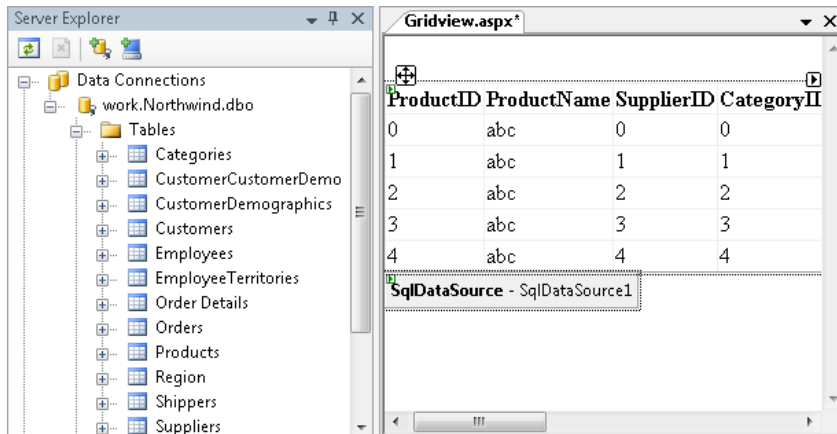 Server Explorer
Data Connections
work.Northwind.dbo
Tables
Categories
CustomerCustomerDemo
CustomerDemographics
Customers
Employees
EmployeeTerritories
Order Details
Orders
Products
Region
Shippers
Suppliers
Gridview.aspx*
ProductID ProductName SupplierID
0 abc 0 0
1 abc 1 1
2 abc 2 2
3 abc 3 3
4 abc 4 4
SqlDataSource - SqlDataSource1